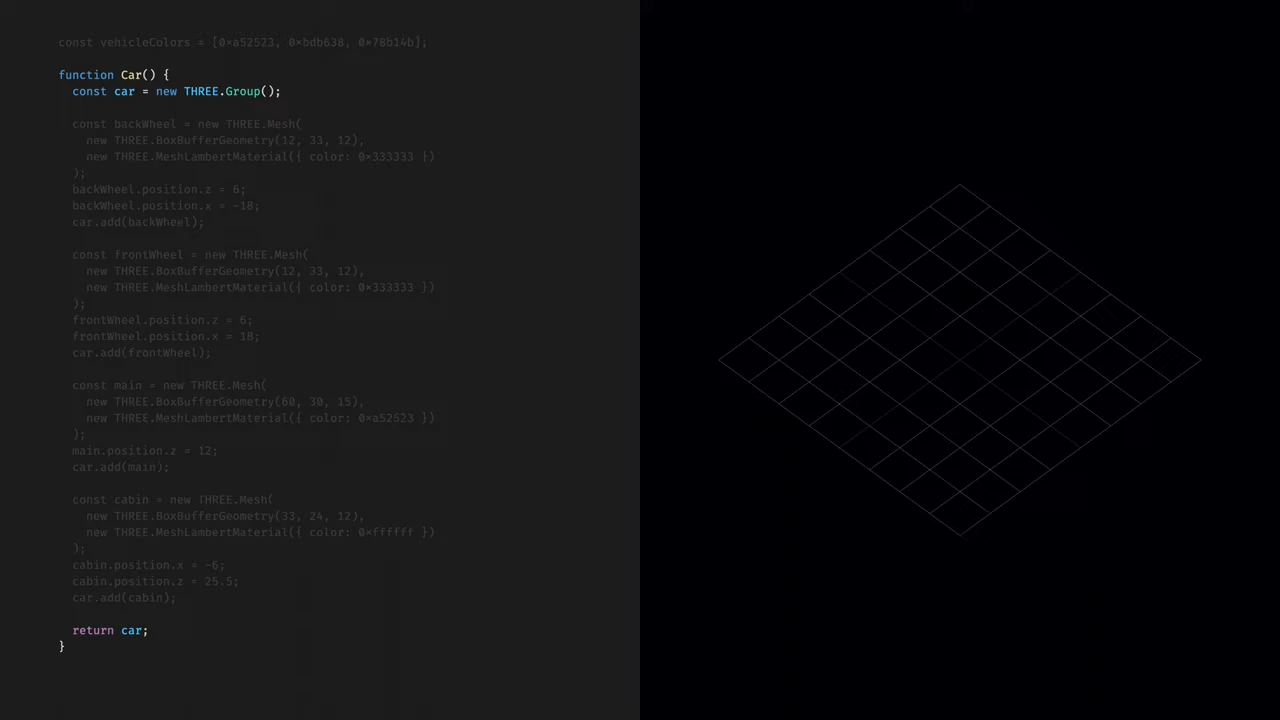 const vehicleColors = [0xa52523, 0xbdb638, 0x78b14b];
function Car() {
const car = new THREE.Group();
const backWheel = new THREE.Mesh(
new THREE.BoxBufferGeometry(12, 33, 12),
new THREE.MeshLambertMaterial({ color: 0x333333 })
);
backWheel.position.z = 6;
backWheel.position.x = -18;
car.add(backWheel);
const frontWheel = new THREE.Mesh(
new THREE.BoxBufferGeometry(12, 33, 12),
new THREE.MeshLambertMaterial({ color: 0x333333 })
);
frontWheel.position.z = 6;
frontWheel.position.x = 18;
car.add(frontWheel);
const main = new THREE.Mesh(
new THREE.BoxBufferGeometry(60, 30, 15),
new THREE.MeshLambertMaterial({ color: 0xa52523 })
);
main.position.z = 12;
car.add(main);
const cabin = new THREE.Mesh(
new THREE.BoxBufferGeometry(33, 24, 12),
new THREE.MeshLambertMaterial({ color: 0xffffff })
);
cabin.position.x = -6;
cabin.position.z = 25.5;
car.add(cabin);
return car;
}